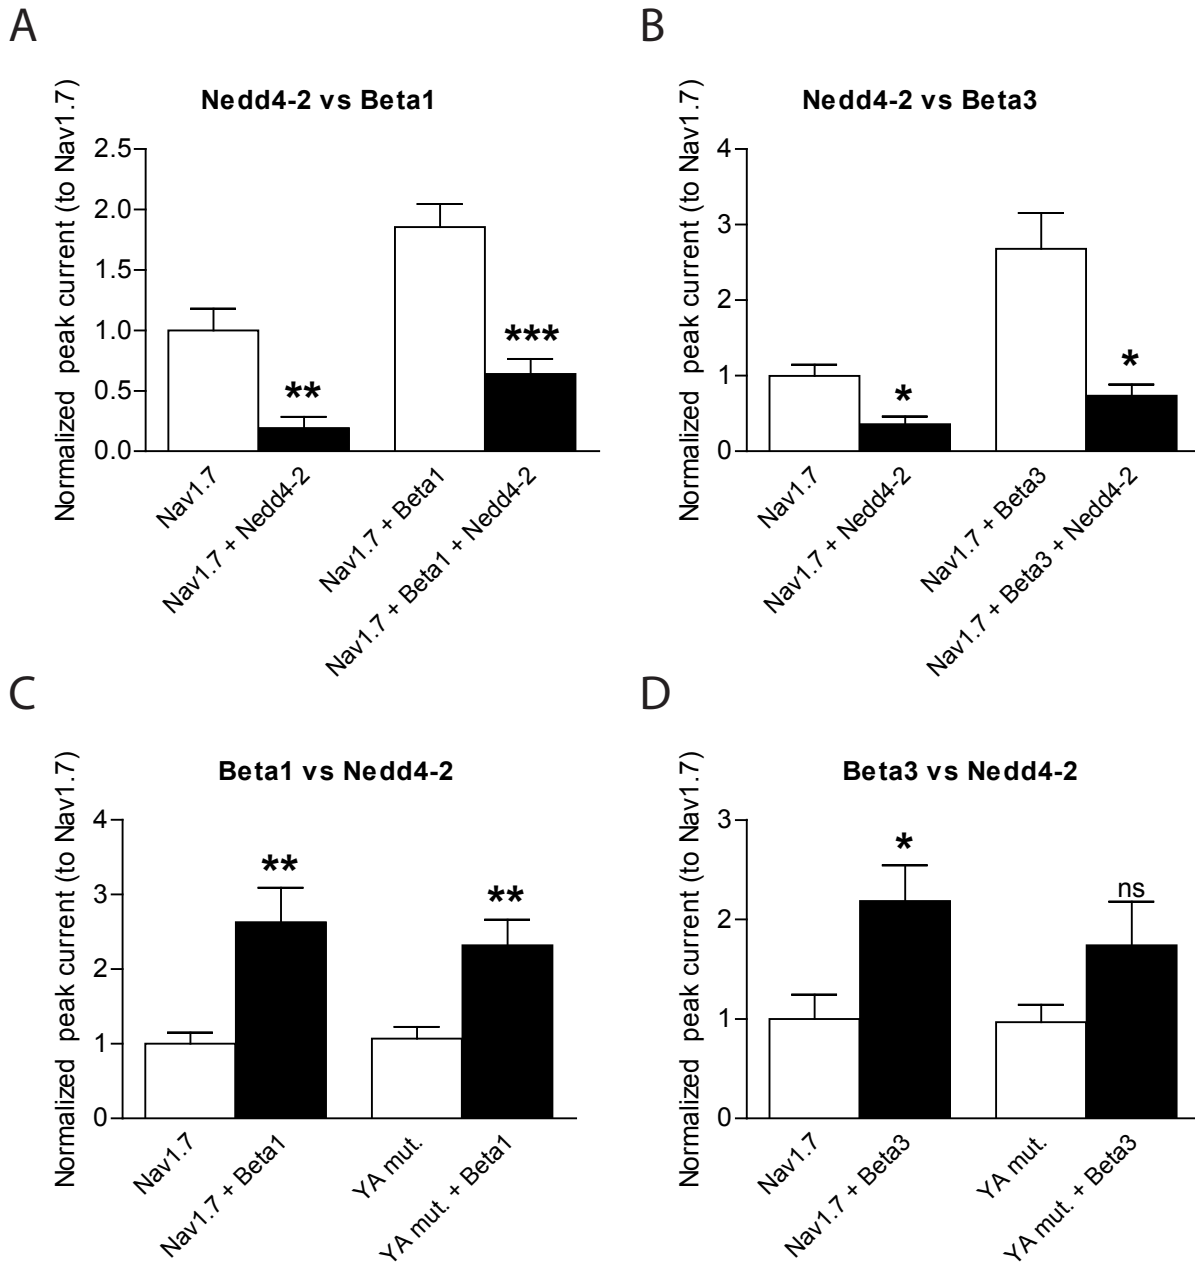 A
Nedd4-2 vs Beta1
Normalized peak current (to Nav1.7)
2.5
2.0
1.5
1.0
0.5
0.0
**
***
Nav1.7
Nav1.7 + Nedd4-2
Nav1.7 + Beta1
Nav1.7 + Beta1 + Nedd4-2
B
Nedd4-2 vs Beta3
Normalized peak current (to Nav1.7)
4
3
2
1
0
*
*
Nav1.7
Nav1.7 + Nedd4-2
Nav1.7 + Beta3
Nav1.7 + Beta3 + Nedd4-2
C
Beta1 vs Nedd4-2
Normalized peak current (to Nav1.7)
4
3
2
1
0
**
**
Nav1.7
Nav1.7 + Beta1
YA mut.
YA mut. + Beta1
D
Beta3 vs Nedd4-2
Normalized peak current (to Nav1.7)
3
2
1
0
*
ns
Nav1.7
Nav1.7 + Beta3
YA mut.
YA mut. + Beta3